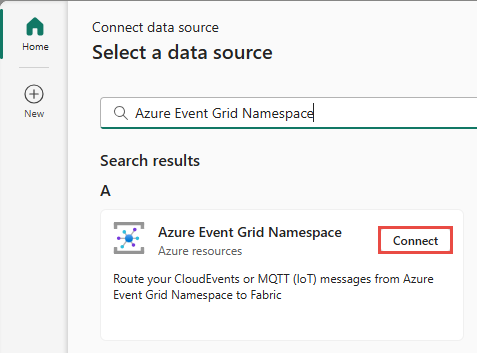 Home
New
Connect data source
Select a data source
Azure Event Grid Namespace
Search results
A
Azure Event Grid Namespace
Azure resources
Connect
Route your CloudEvents or MQTT (IoT) messages from Azure
Event Grid Namespace to Fabric